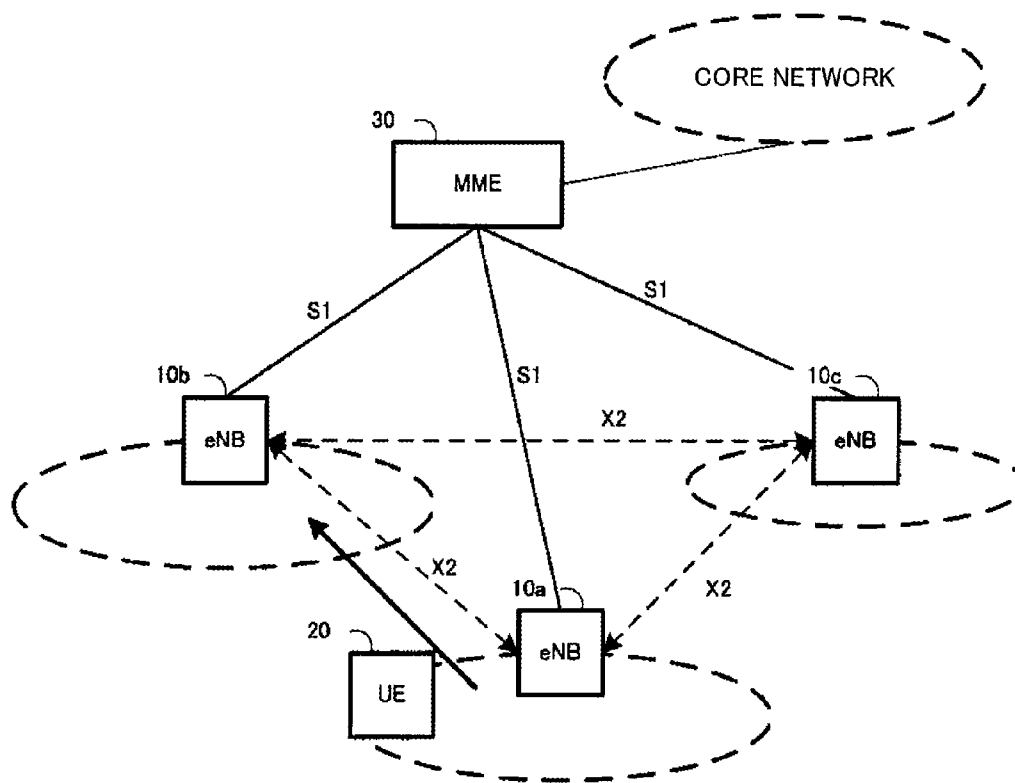 CORE NETWORK
30
MME
S1
S1
S1
10b
10c
eNB
X2
eNB
X2
X2
10a
20
eNB
UE